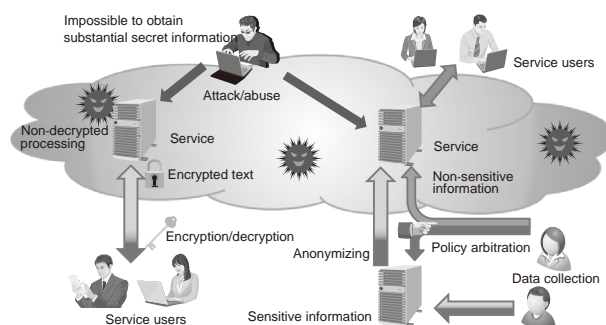 Impossible to obtain
substantial secret information
Attack/abuse
Service users
Non-decrypted
processing
Service
Service
Encrypted text
Non-sensitive
information
Encryption/decryption
Anonymizing
Policy arbitration
Data collection
Service users
Sensitive information